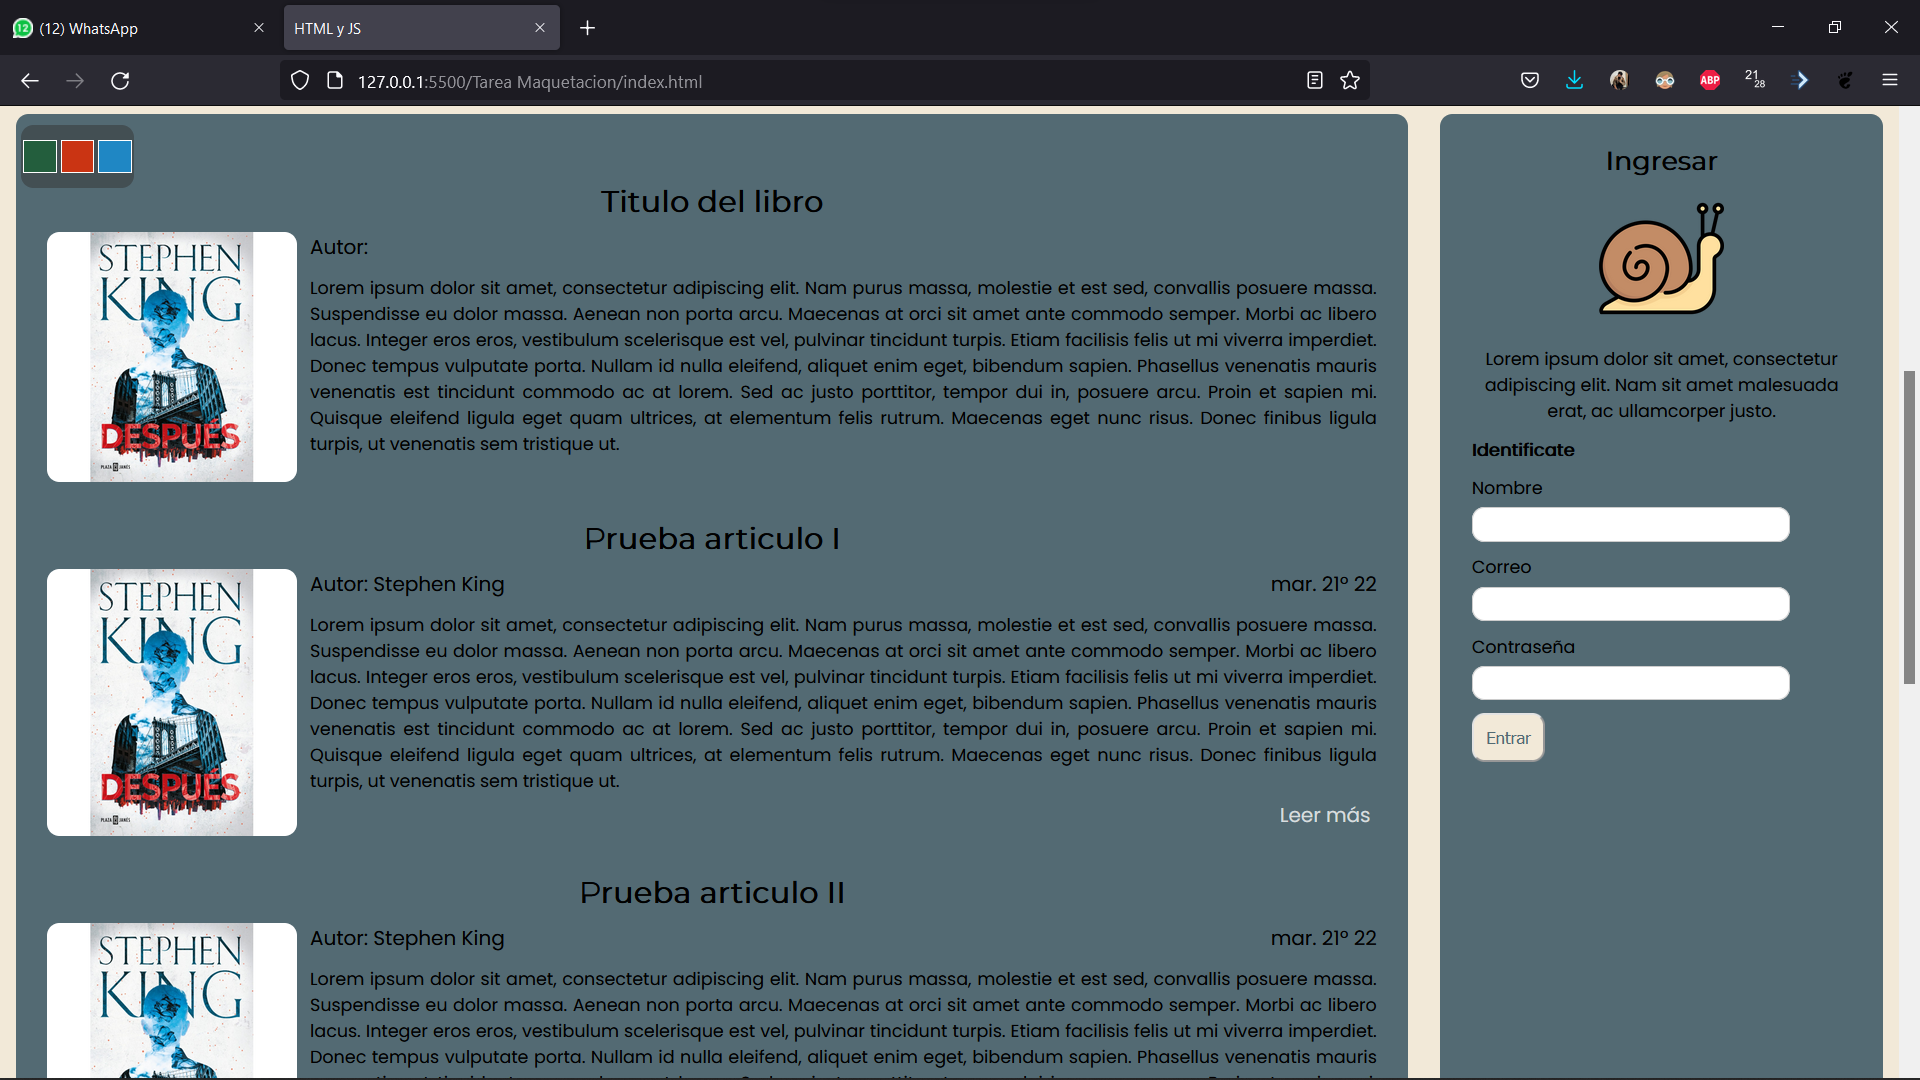 (12) WhatsApp
HTML y JS
127.0.0.1:5500/Tarea Maquetacion/index.html
ABP
21
28
Titulo del libro
STEPHEN
KING
DESPUÉS
PLAZA JANÉS
Autor:
Lorem ipsum dolor sit amet, consectetur adipiscing elit. Nam purus massa, molestie et est sed, convallis posuere massa.
Suspendisse eu dolor massa. Aenean non porta arcu. Maecenas at orci sit amet ante commodo semper. Morbi ac libero
lacus. Integer eros eros, vestibulum scelerisque est vel, pulvinar tincidunt turpis. Etiam facilisis felis ut mi viverra imperdiet.
Donec tempus vulputate porta. Nullam id nulla eleifend, aliquet enim eget, bibendum sapien. Phasellus venenatis mauris
venenatis est tincidunt commodo ac at lorem. Sed ac justo porttitor, tempor dui in, posuere arcu. Proin et sapien mi.
Quisque eleifend ligula eget quam ultrices, at elementum felis rutrum. Maecenas eget nunc risus. Donec finibus ligula
turpis, ut venenatis sem tristique ut.
Prueba articulo I
STEPHEN
KING
DESPUÉS
PLAZA JANÉS
Autor: Stephen King
mar. 21º 22
Lorem ipsum dolor sit amet, consectetur adipiscing elit. Nam purus massa, molestie et est sed, convallis posuere massa.
Suspendisse eu dolor massa. Aenean non porta arcu. Maecenas at orci sit amet ante commodo semper. Morbi ac libero
lacus. Integer eros eros, vestibulum scelerisque est vel, pulvinar tincidunt turpis. Etiam facilisis felis ut mi viverra imperdiet.
Donec tempus vulputate porta. Nullam id nulla eleifend, aliquet enim eget, bibendum sapien. Phasellus venenatis mauris
venenatis est tincidunt commodo ac at lorem. Sed ac justo porttitor, tempor dui in, posuere arcu. Proin et sapien mi.
Quisque eleifend ligula eget quam ultrices, at elementum felis rutrum. Maecenas eget nunc risus. Donec finibus ligula
turpis, ut venenatis sem tristique ut.
Leer más
Prueba articulo II
STEPHEN
KING
Autor: Stephen King
mar. 21º 22
Lorem ipsum dolor sit amet, consectetur adipiscing elit. Nam purus massa, molestie et est sed, convallis posuere massa.
Suspendisse eu dolor massa. Aenean non porta arcu. Maecenas at orci sit amet ante commodo semper. Morbi ac libero
lacus. Integer eros eros, vestibulum scelerisque est vel, pulvinar tincidunt turpis. Etiam facilisis felis ut mi viverra imperdiet.
Donec tempus vulputate porta. Nullam id nulla eleifend, aliquet enim eget, bibendum sapien. Phasellus venenatis mauris
Ingresar
Lorem ipsum dolor sit amet, consectetur
adipiscing elit. Nam sit amet malesuada
erat, ac ullamcorper justo.
Identificate
Nombre
Correo
Contraseña
Entrar